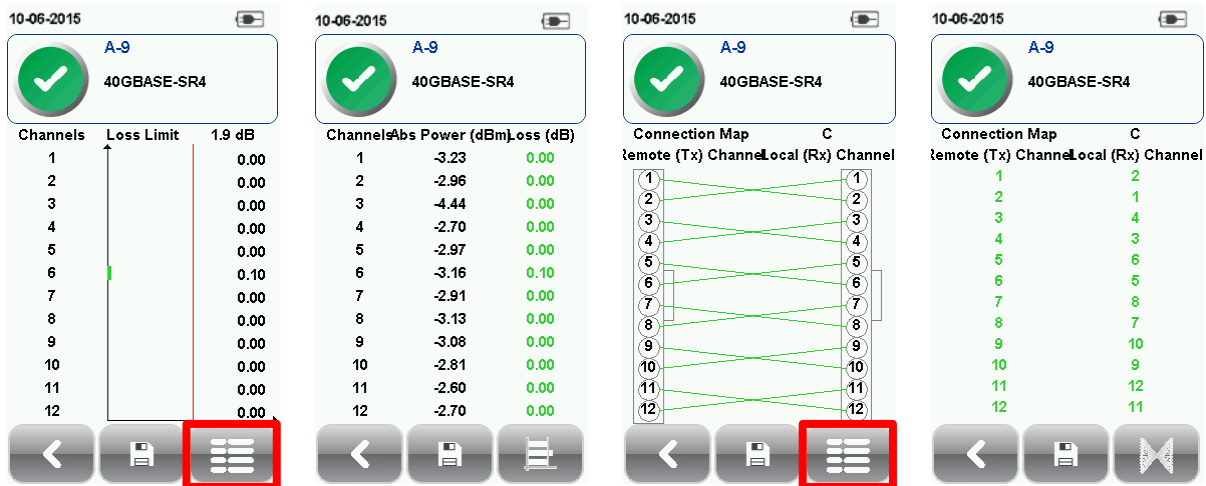 10-06-2015
A-9
40GBASE-SR4
Channels Loss Limit 1.9 dB
1 0.00
2 0.00
3 0.00
4 0.00
5 0.00
6 0.10
7 0.00
8 0.00
9 0.00
10 0.00
11 0.00
12 0.00
10-06-2015
A-9
40GBASE-SR4
Channels Abs Power (dBm) Loss (dB)
1 -3.23 0.00
2 -2.96 0.00
3 -4.44 0.00
4 -2.70 0.00
5 -2.97 0.00
6 -3.16 0.10
7 -2.91 0.00
8 -3.13 0.00
9 -3.08 0.00
10 -2.81 0.00
11 -2.60 0.00
12 -2.70 0.00
10-06-2015
A-9
40GBASE-SR4
Connection Map C
Remote (Tx) Channel Local (Rx) Channel
1 1
2 2
3 3
4 4
5 5
6 6
7 7
8 8
9 9
10 10
11 11
12 12
10-06-2015
A-9
40GBASE-SR4
Connection Map C
Remote (Tx) Channel Local (Rx) Channel
1 2
2 1
3 4
4 3
5 6
6 5
7 8
8 7
9 10
10 9
11 12
12 11